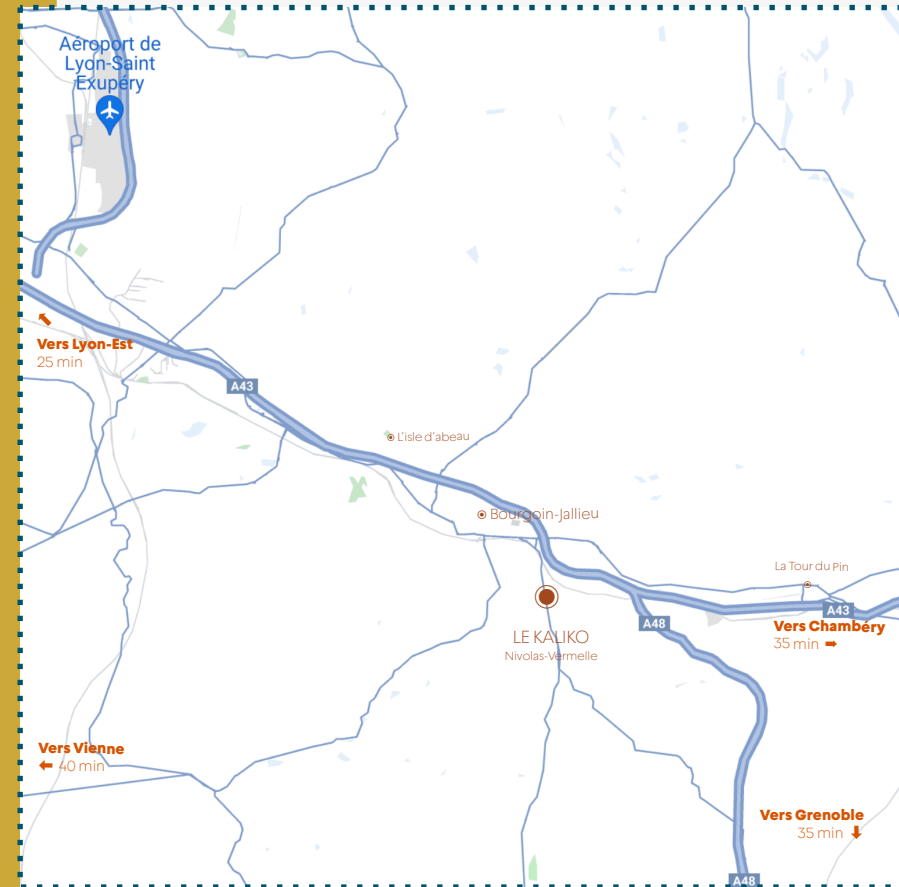 Aéroport de
Lyon-Saint
Exupéry
Vers Lyon-Est
25 min
A43
L'isle d'abeau
Bourgoin-Jallieu
La Tour du Pin
A43
A48
Vers Chambéry
35 min
LE KALIKO
Nivolas-Vermelle
Vers Vienne
40 min
Vers Grenoble
35 min
A48